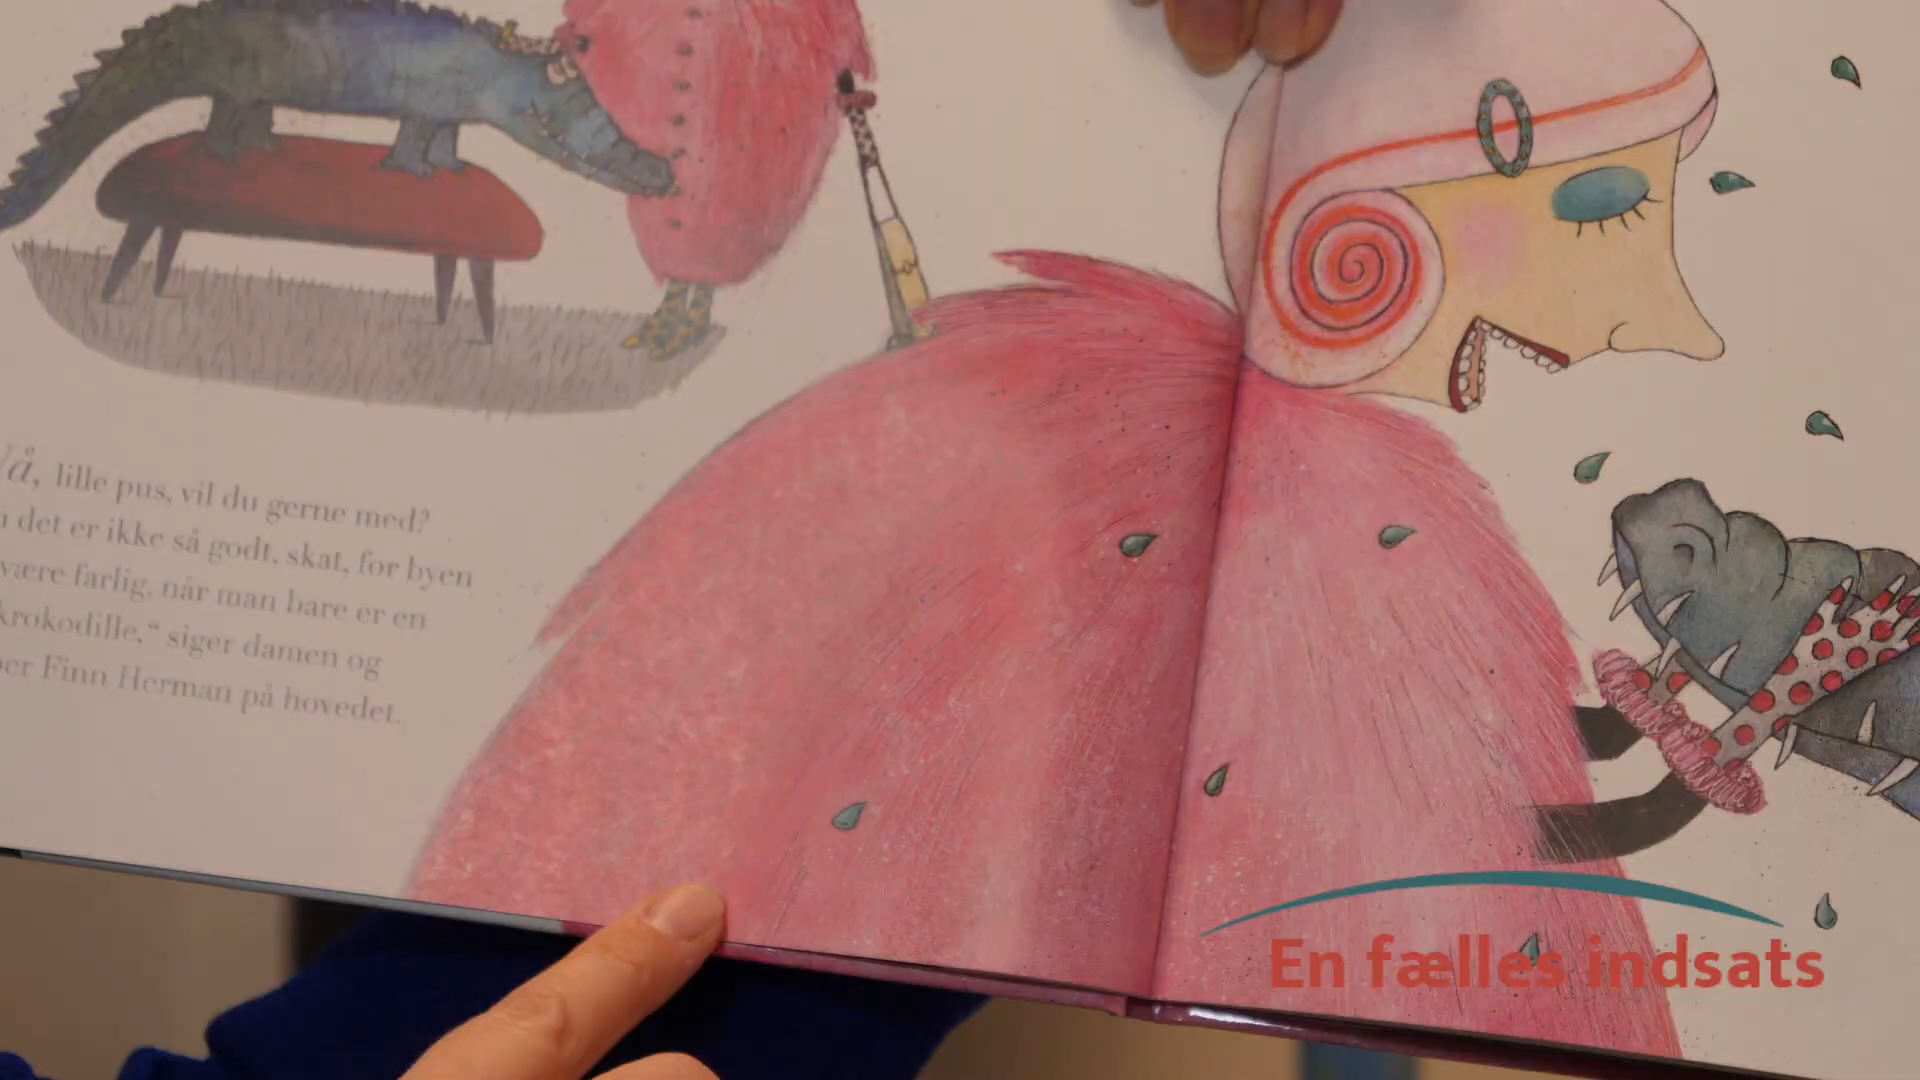 Nå, lille pus, vil du gerne med?
det er ikke så godt, skat, for byen
være farlig, når man bare er en
krokodille,“ siger damen og
Finn Herman på hovedet.
En fælles indsats